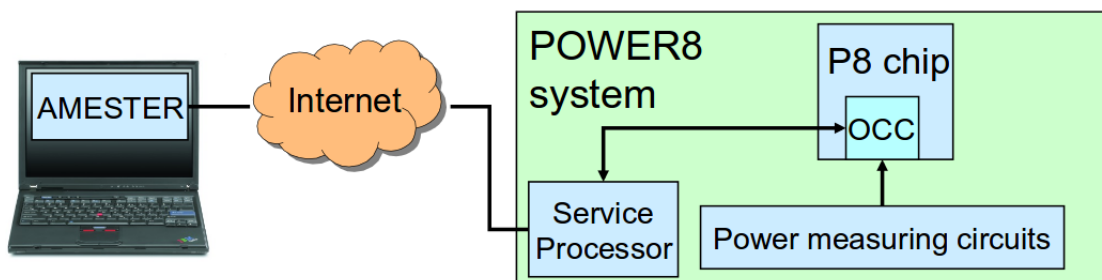 AMESTER
Internet
POWER8
system
P8 chip
OCC
Service
Processor
Power measuring circuits